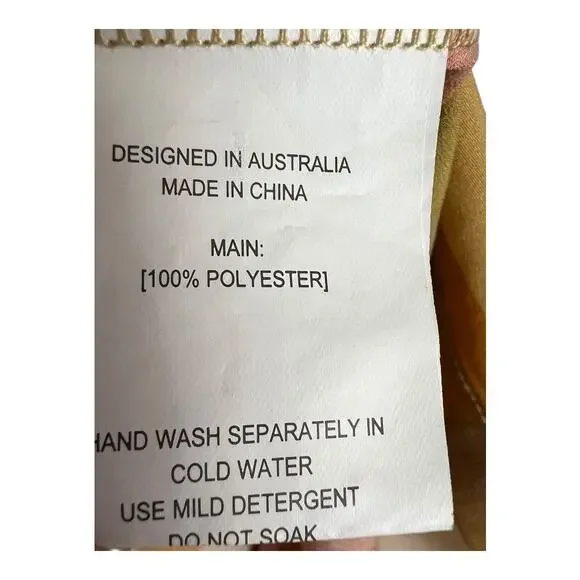 DESIGNED IN AUSTRALIA
MADE IN CHINA
MAIN:
[100% POLYESTER]
HAND WASH SEPARATELY IN
COLD WATER
USE MILD DETERGENT
DO NOT SOAK